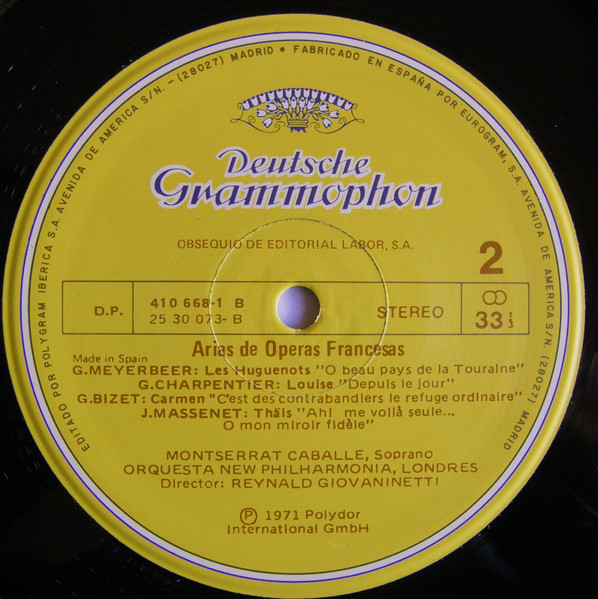 EDITADO POR POLYGRAM IBERICA S.A. AVENIDA DE AMERICA S/N. - (28027) MADRID • FABRICADO EN ESPAÑA POR EUROGRAM, S.A. AVENIDA DE AMERICA S/N. (28027) MADRID
Deutsche
Grammophon
OBSEQUIO DE EDITORIAL LABOR, S.A.
2
D.P.
410 668-1 B
25 30 073-B
STEREO
33 1/3
Arias de Operas Francesas
Made in Spain
G.MEYERBEER: Les Huguenots "O beau pays de la Touraine"
G.CHARPENTIER: Louise "Depuis le jour"
G.BIZET: Carmen "C'est des contrabandiers le refuge ordinaire"
J.MASSENET: Thaïs "Ah! me voilà seule...
O mon miroir fidèle"
MONTSERRAT CABALLE, Soprano
ORQUESTA NEW PHILHARMONIA, LONDRES
Director: REYNALD GIOVANINETTI
Ⓟ 1971 Polydor
International GmbH